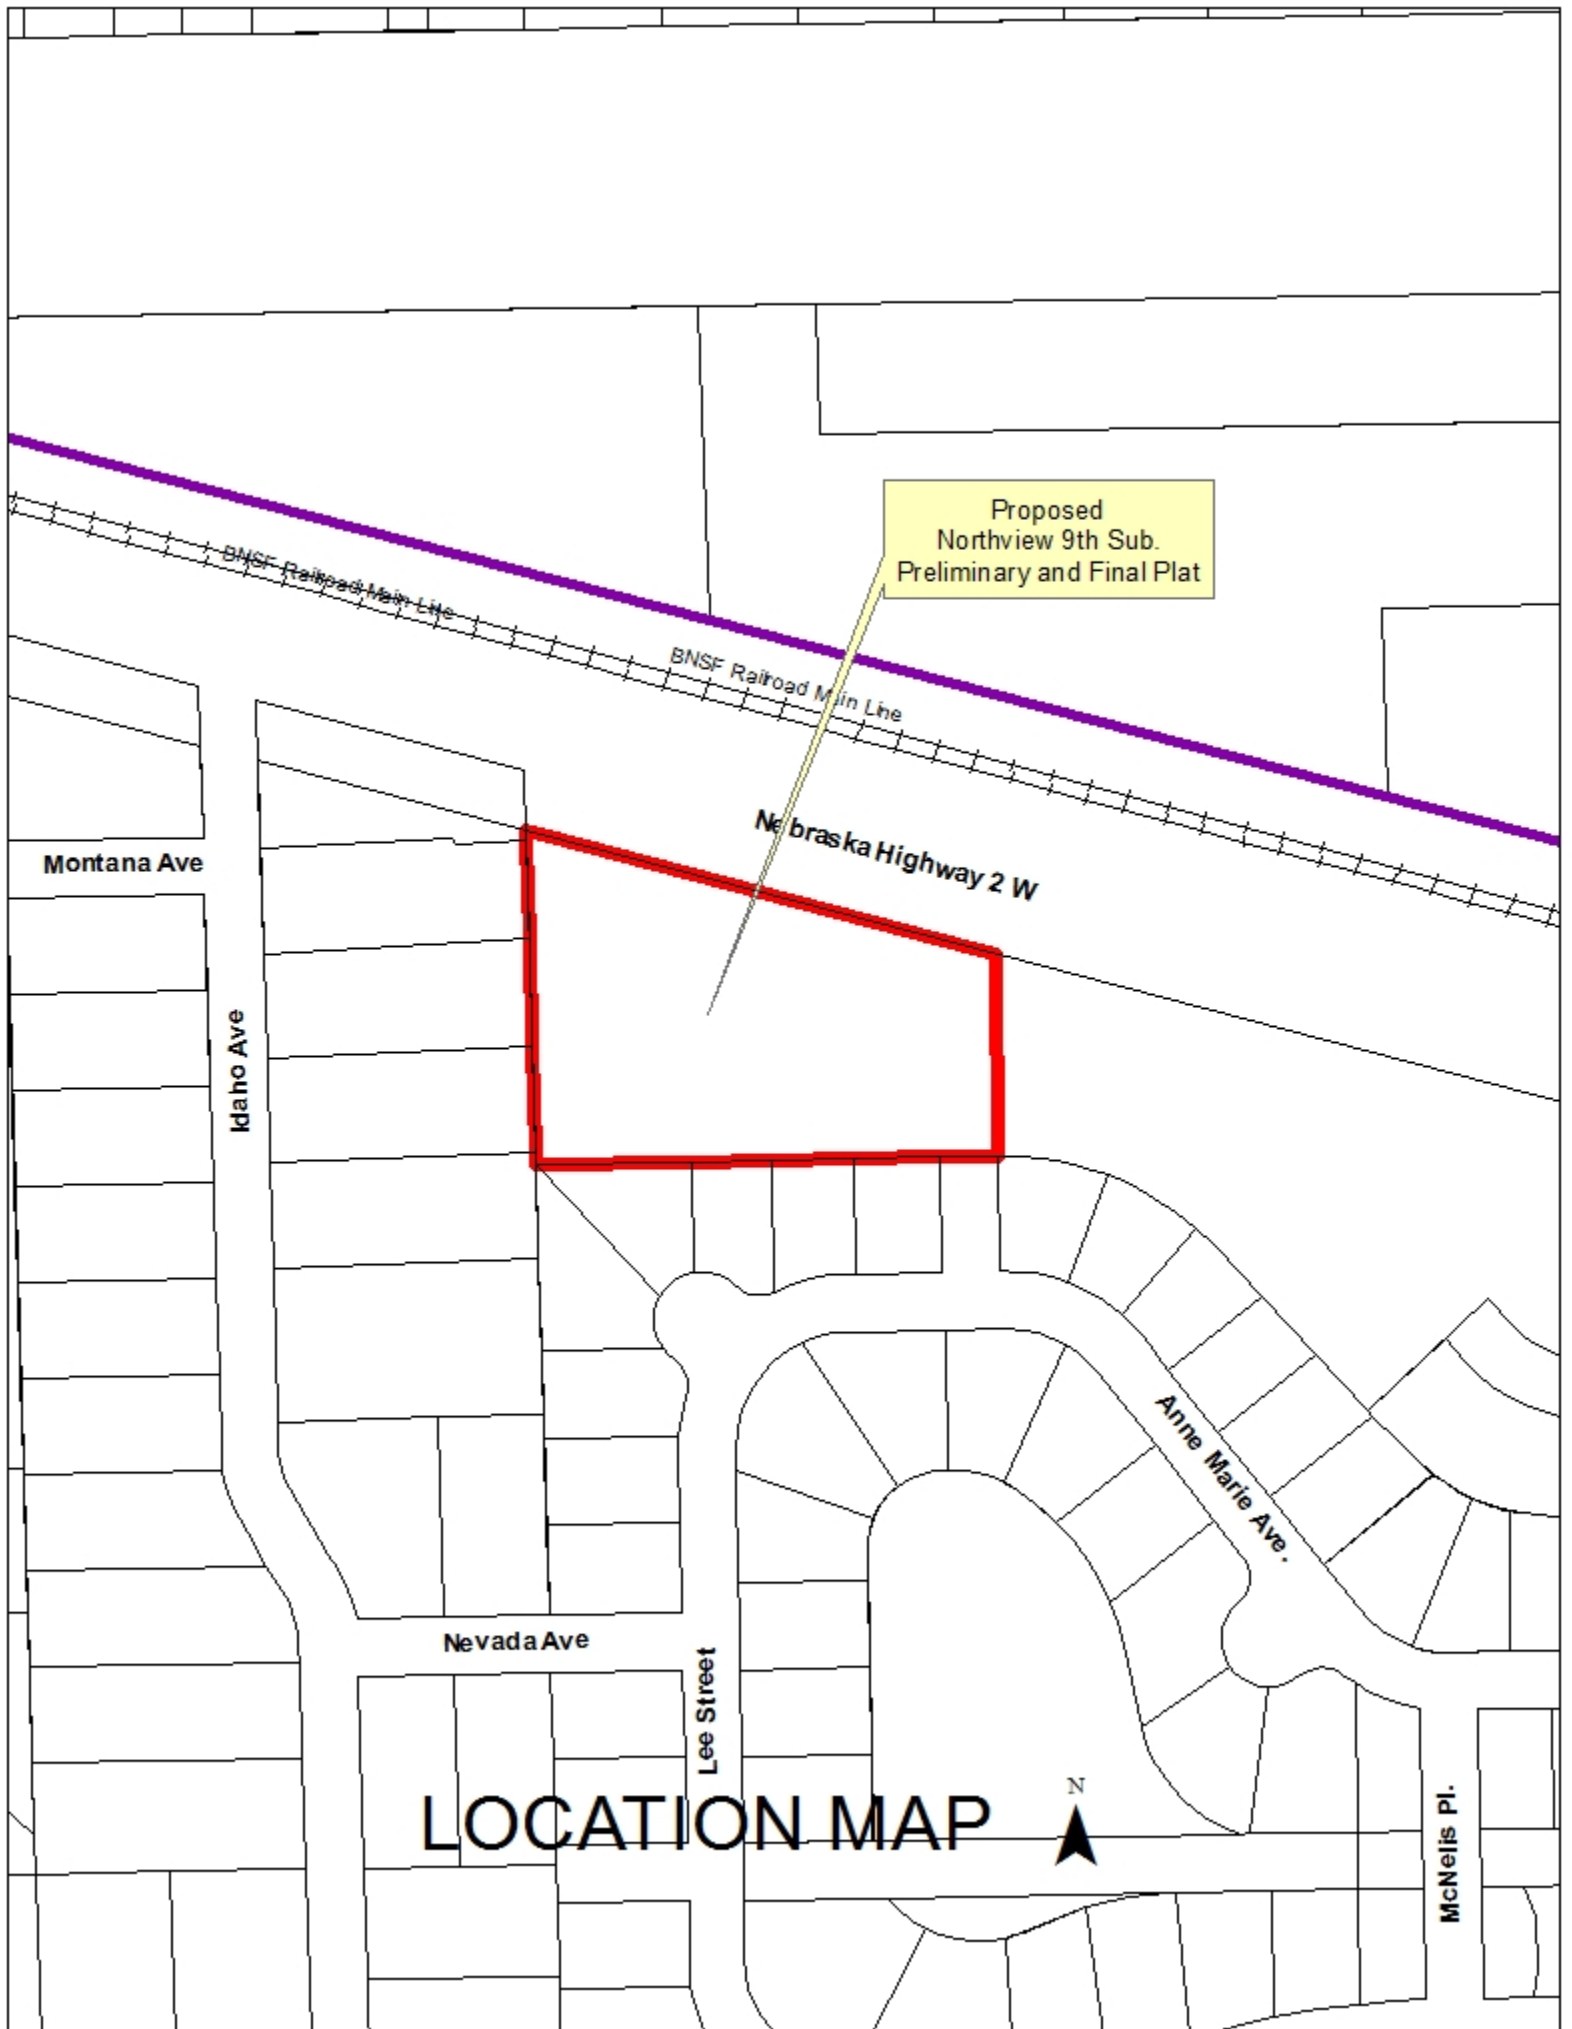 Proposed
Northview 9th Sub.
Preliminary and Final Plat
BNSF Railroad Main Line
BNSF Railroad Main Line
Nebraska Highway 2 W
Montana Ave
Idaho Ave
Anne Marie Ave.
Nevada Ave
Lee Street
N
LOCATION MAP
McNelis Pl.